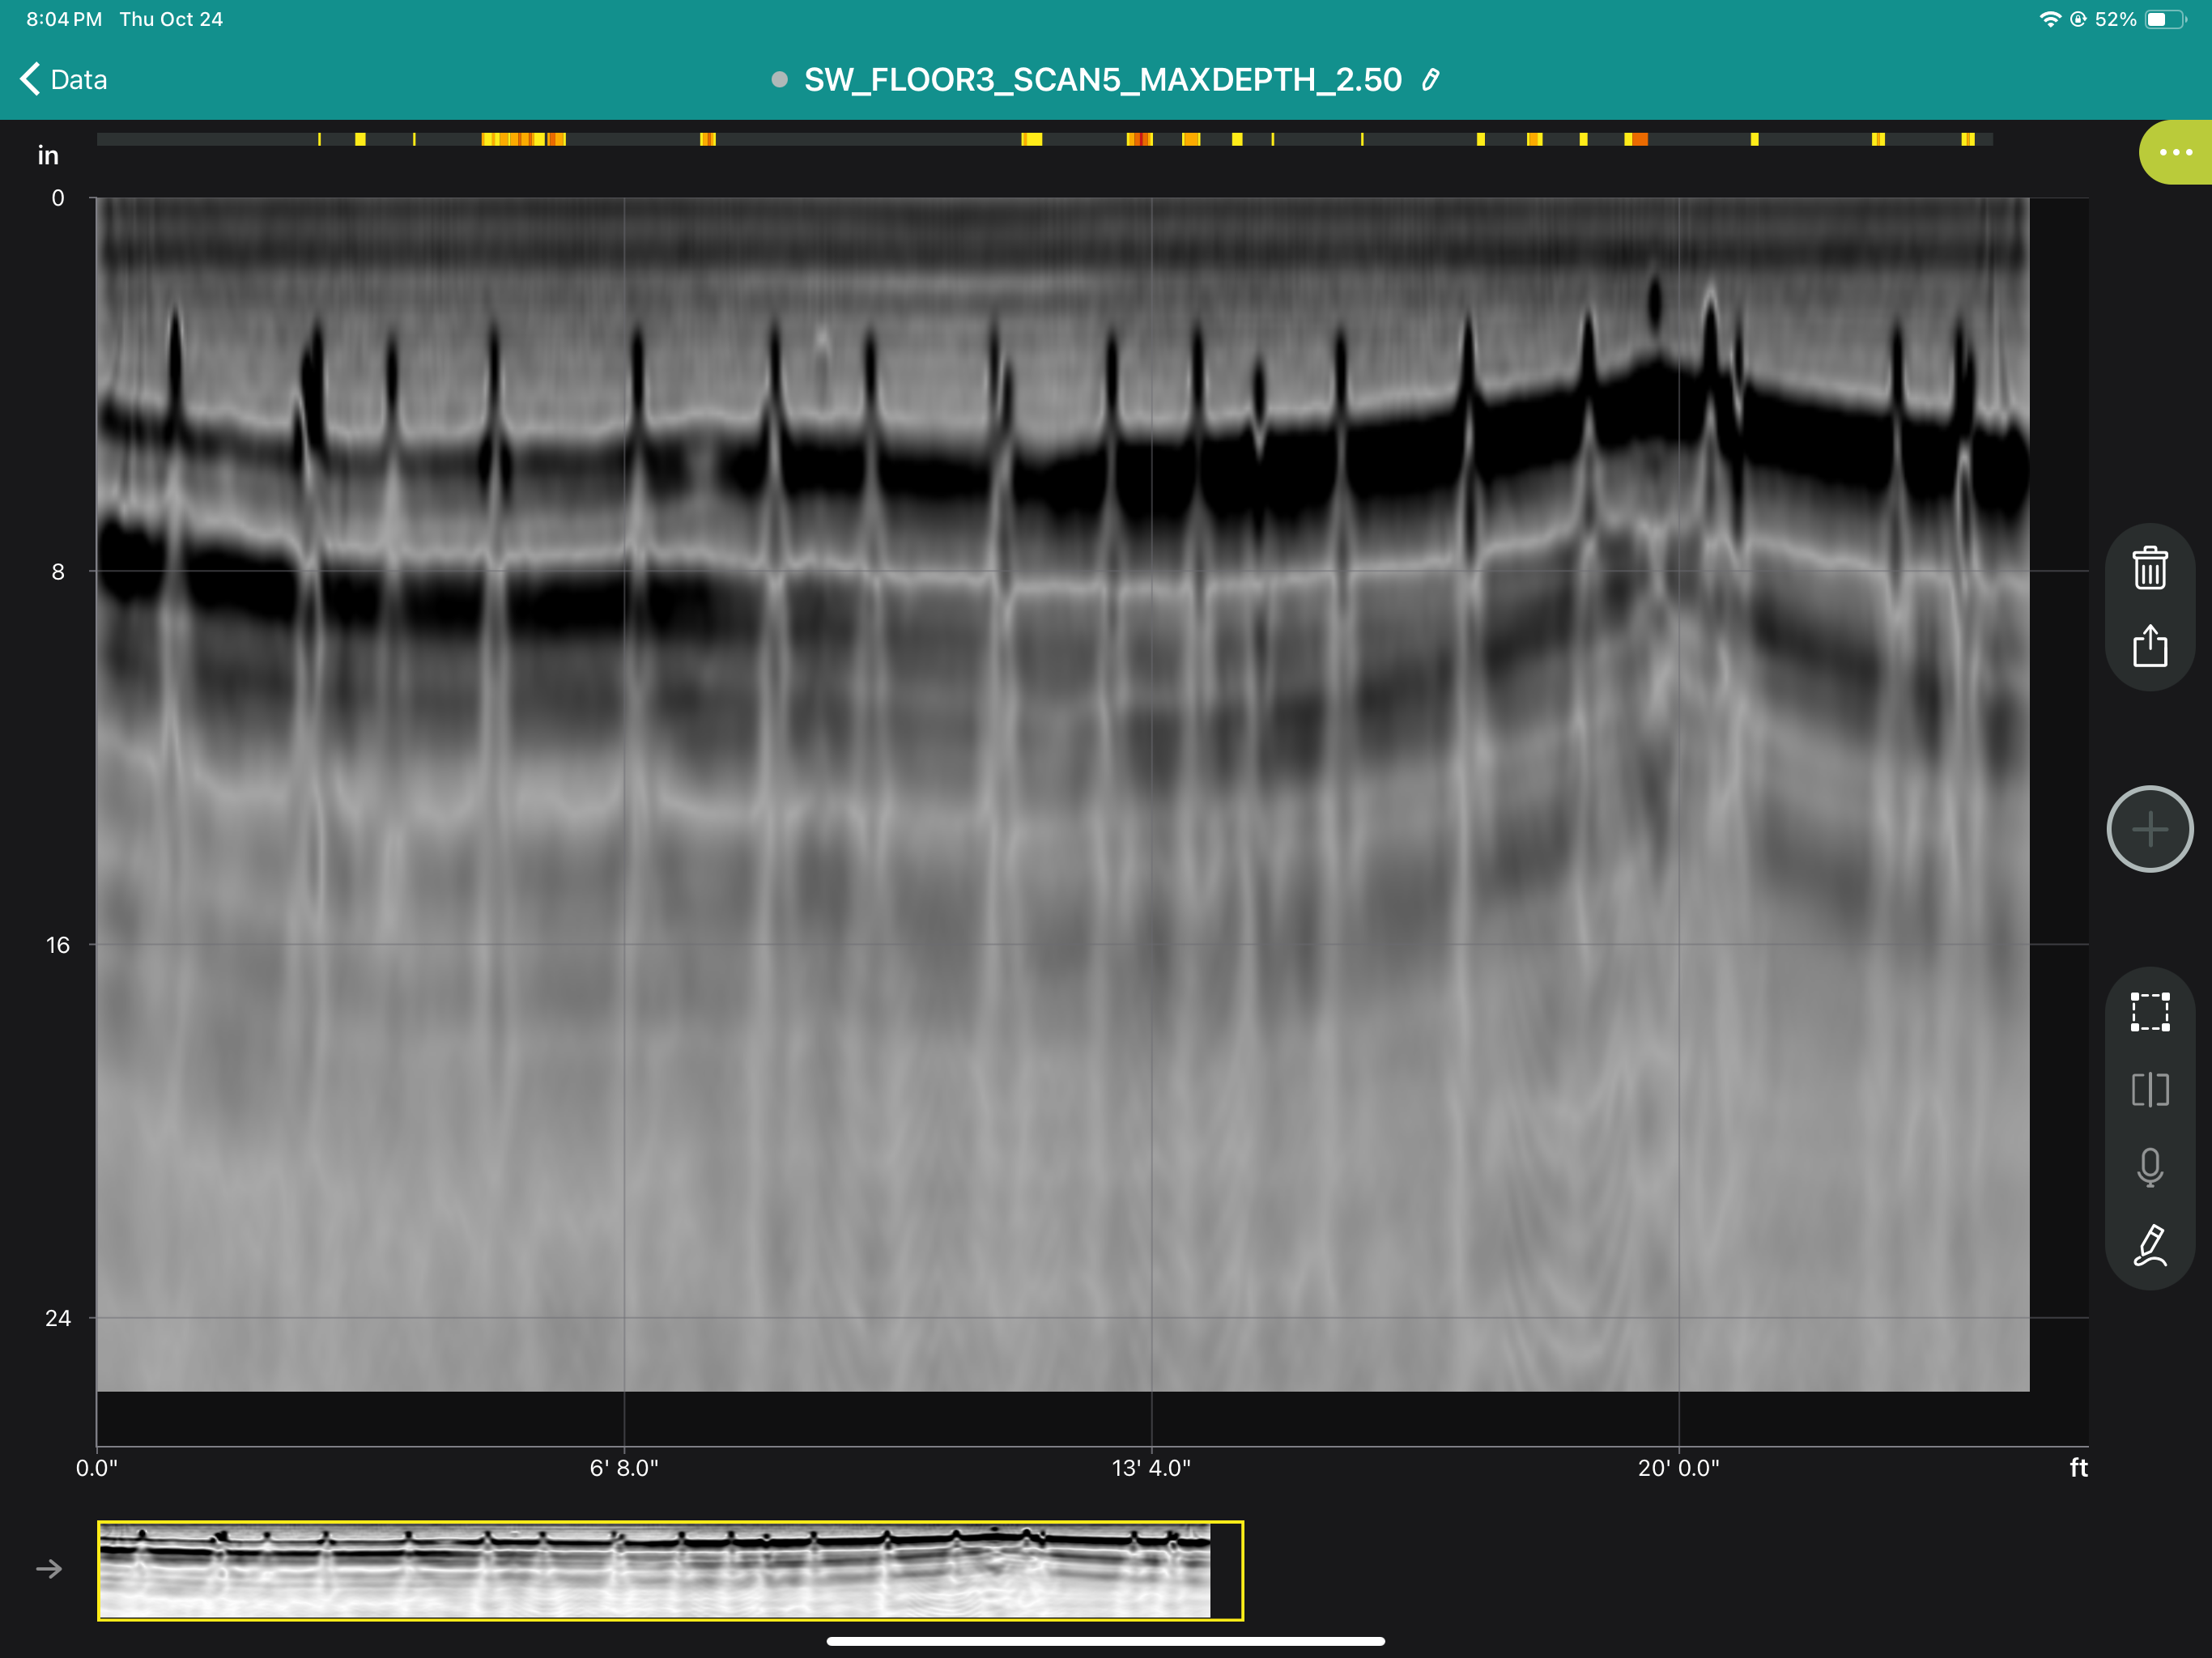 8:04 PM Thu Oct 24
52%
Data
SW_FLOOR3_SCAN5_MAXDEPTH_2.50
in
0
8
16
24
0.0" 6' 8.0" 13' 4.0" 20' 0.0" ft